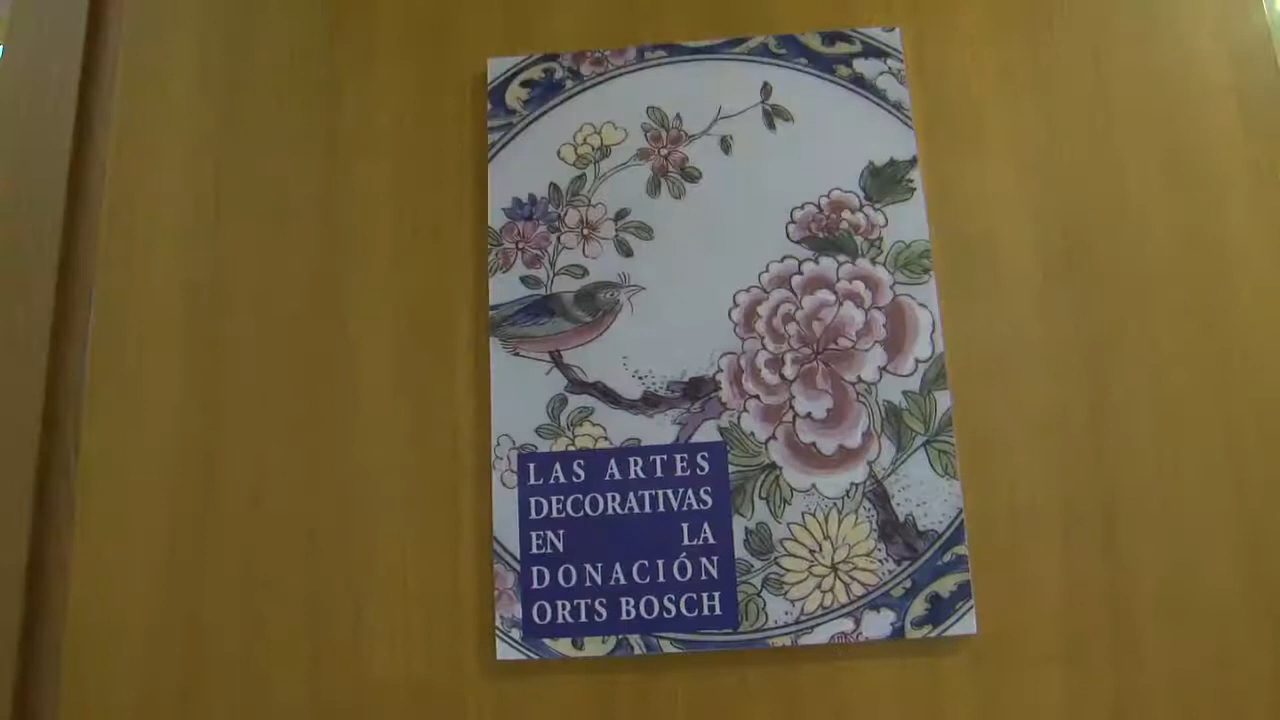 LAS ARTES
DECORATIVAS
EN LA
DONACIÓN
ORTS BOSCH